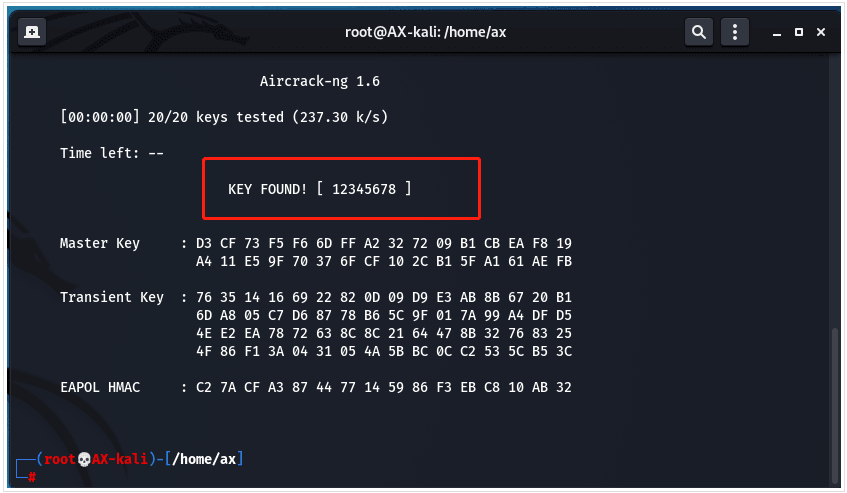 root@AX-kali: /home/ax
Aircrack-ng 1.6
[00:00:00] 20/20 keys tested (237.30 k/s)
Time left: --
KEY FOUND! [ 12345678 ]
Master Key     : D3 CF 73 F5 F6 6D FF A2 32 72 09 B1 CB EA F8 19
A4 11 E5 9F 70 37 6F CF 10 2C B1 5F A1 61 AE FB
Transient Key  : 76 35 14 16 69 22 82 0D 09 D9 E3 AB 8B 67 20 B1
6D A8 05 C7 D6 87 78 B6 5C 9F 01 7A 99 A4 DF D5
4E E2 EA 78 72 63 8C 8C 21 64 47 8B 32 76 83 25
4F 86 F1 3A 04 31 05 4A 5B BC 0C C2 53 5C B5 3C
EAPOL HMAC     : C2 7A CF A3 87 44 77 14 59 86 F3 EB C8 10 AB 32
┌──(root💀AX-kali)-[/home/ax]
└─#